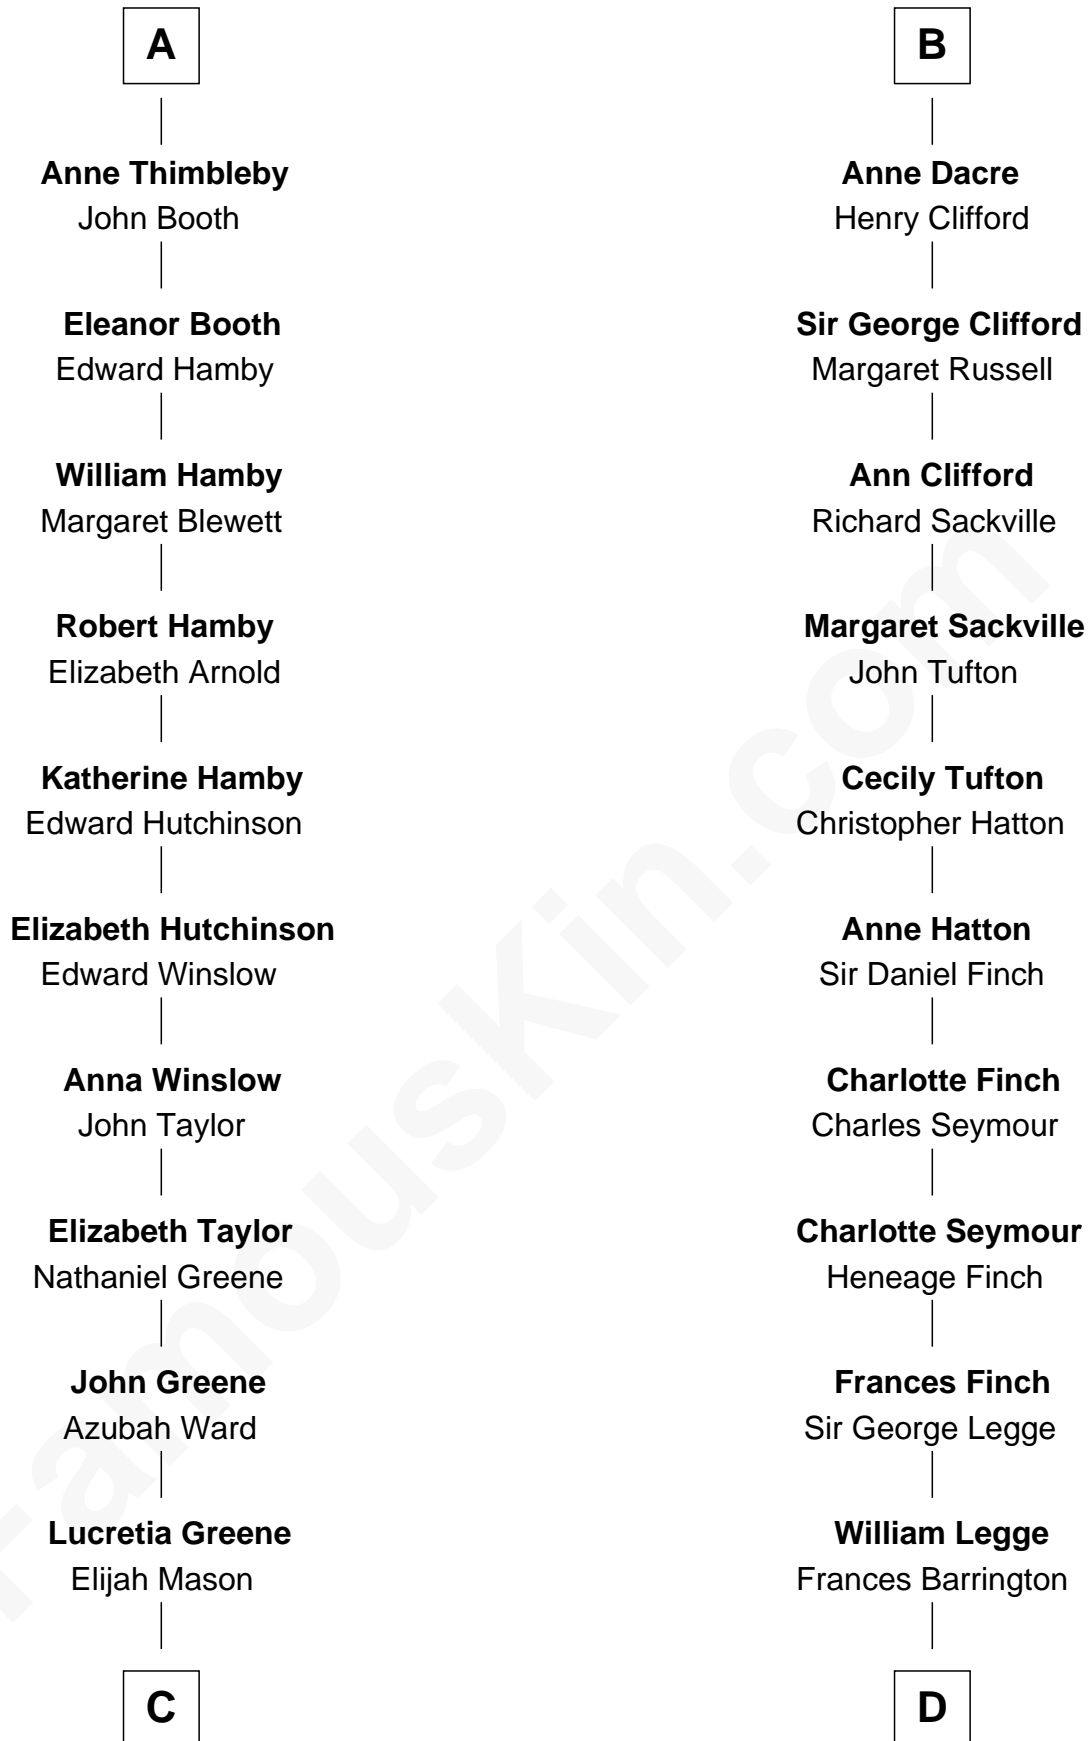 A
Anne Thimbleby
John Booth
Eleanor Booth
Edward Hamby
William Hamby
Margaret Blewett
Robert Hamby
Elizabeth Arnold
Katherine Hamby
Edward Hutchinson
Elizabeth Hutchinson
Edward Winslow
Anna Winslow
John Taylor
Elizabeth Taylor
Nathaniel Greene
John Greene
Azubah Ward
Lucretia Greene
Elijah Mason
C
B
Anne Dacre
Henry Clifford
Sir George Clifford
Margaret Russell
Ann Clifford
Richard Sackville
Margaret Sackville
John Tufton
Cecily Tufton
Christopher Hatton
Anne Hatton
Sir Daniel Finch
Charlotte Finch
Charles Seymour
Charlotte Seymour
Heneage Finch
Frances Finch
Sir George Legge
William Legge
Frances Barrington
D
FamousKin.com